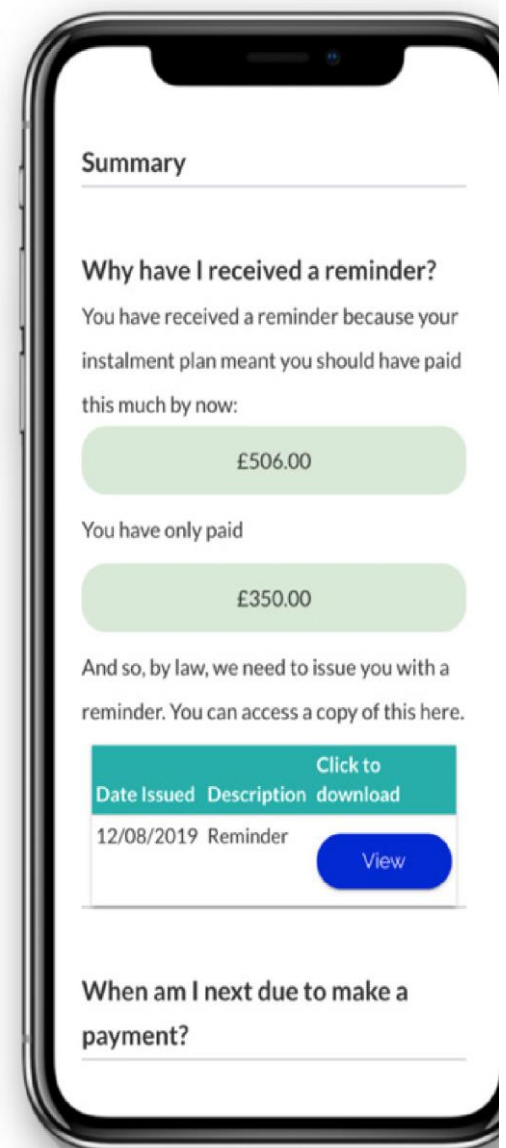 Summary
Why have I received a reminder?
You have received a reminder because your
instalment plan meant you should have paid
this much by now:
£506.00
You have only paid
£350.00
And so, by law, we need to issue you with a
reminder. You can access a copy of this here.
Date Issued Description Click to
download
12/08/2019 Reminder
View
When am I next due to make a
payment?